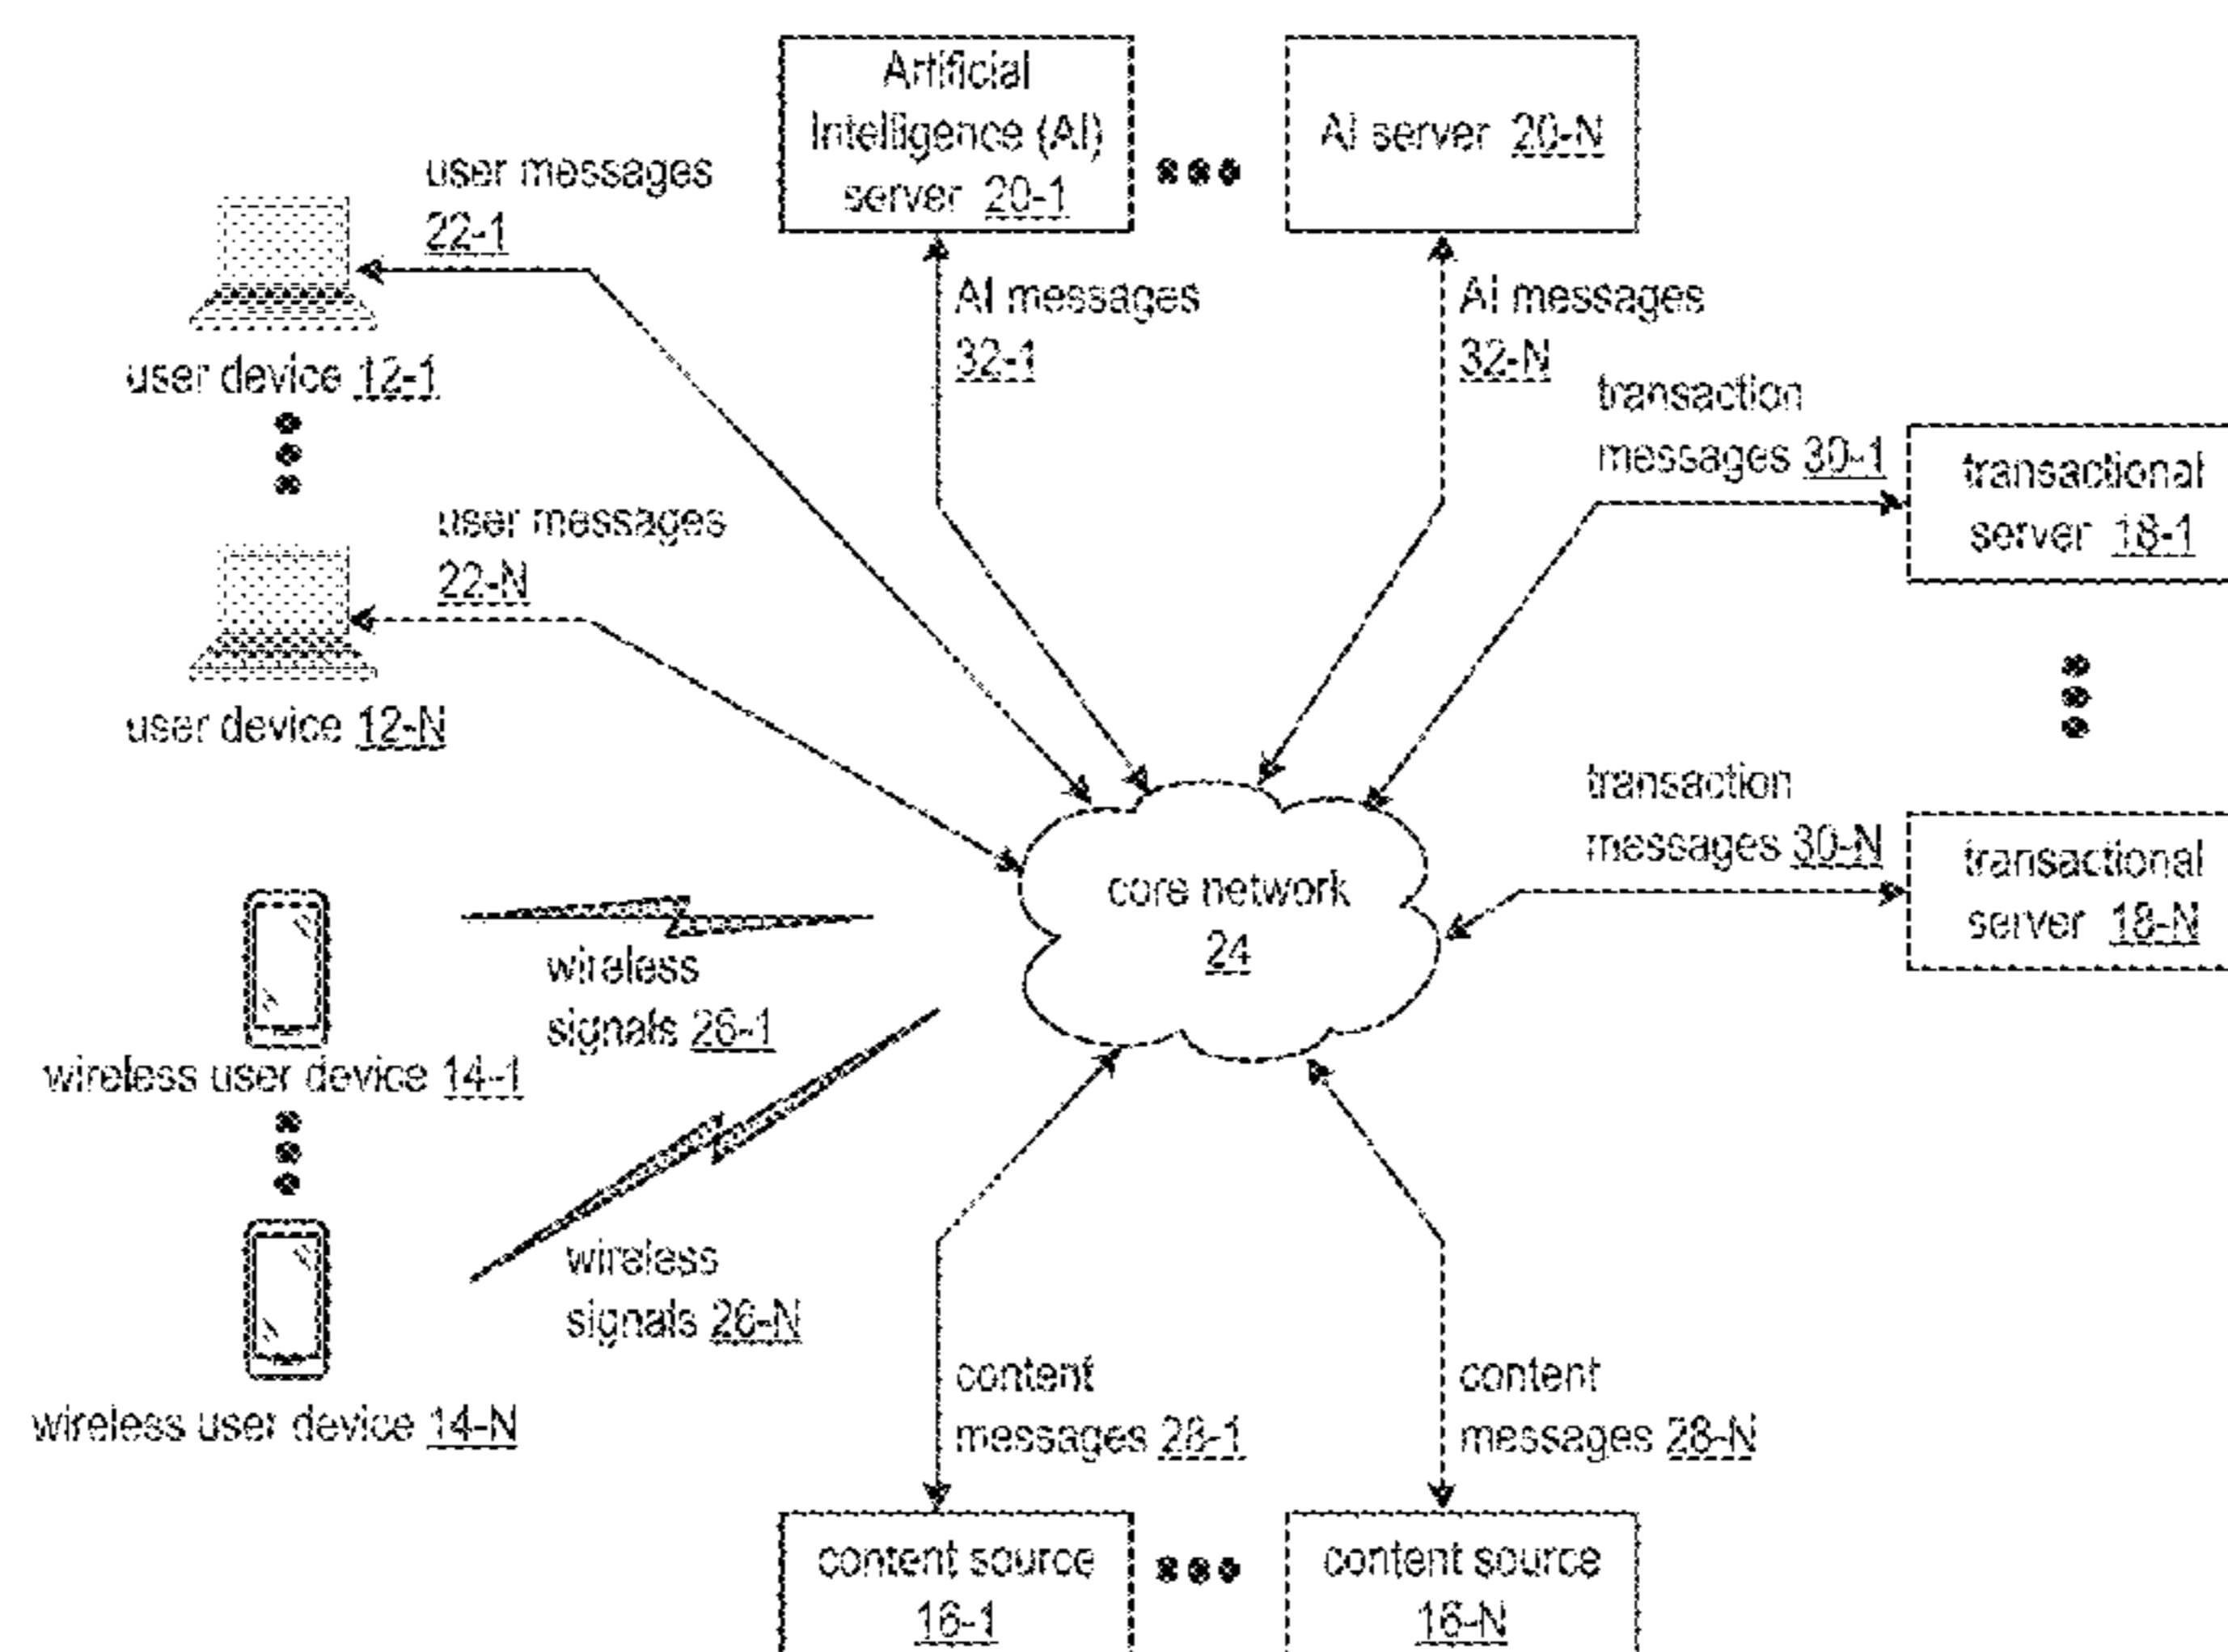 Artificial
Intelligence (AI)
server 20-1
AI server 20-N
user messages
22-1
AI messages
32-1
AI messages
32-N
user device 12-1
transaction
messages 30-1
transactional
server 18-1
user messages
22-N
user device 12-N
transaction
messages 30-N
transactional
server 18-N
core network
24
wireless
signals 26-1
wireless user device 14-1
wireless
signals 26-N
wireless user device 14-N
content
messages 28-1
content
messages 28-N
content source
16-1
content source
16-N